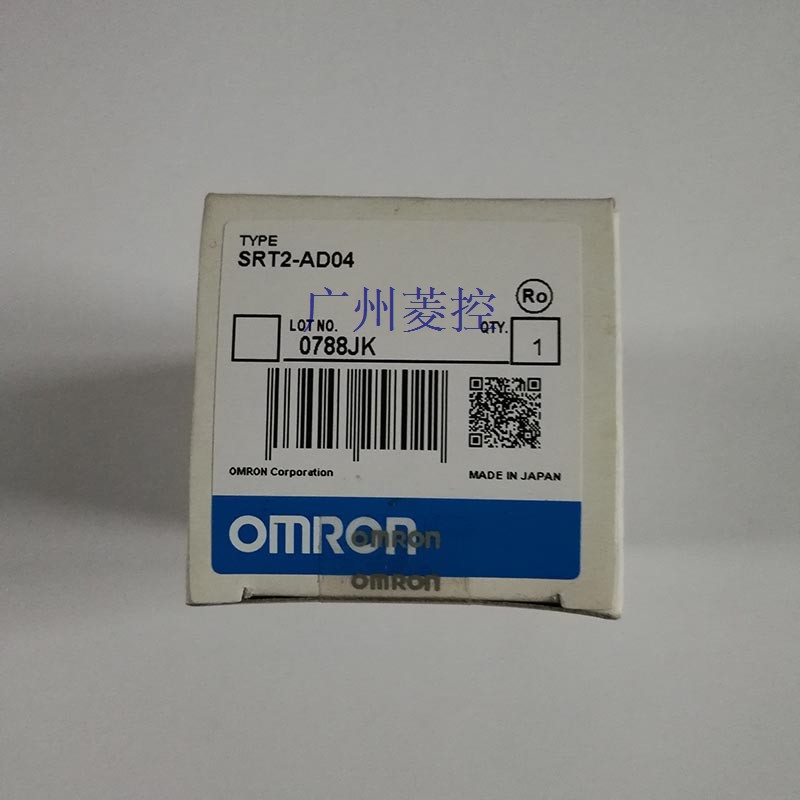 TYPE
SRT2-AD04
Ro
广州菱控
LOT NO.
0788JK
QTY.
1
OMRON Corporation
MADE IN JAPAN
OMRON
OMRON
OMRON